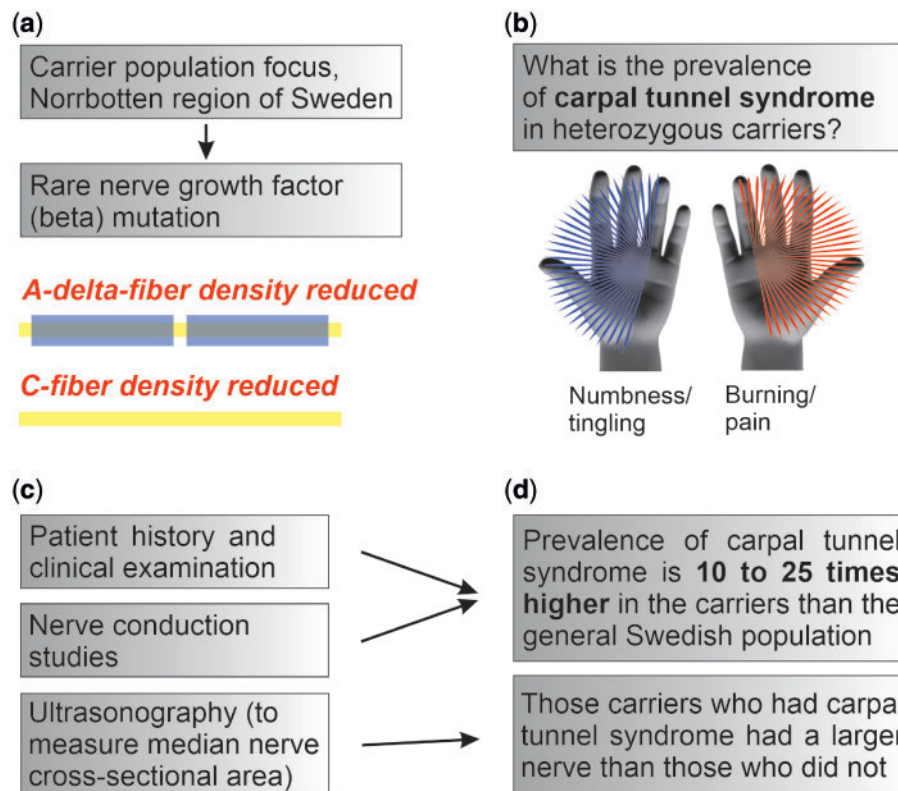 (a)
Carrier population focus,
Norrbotten region of Sweden
Rare nerve growth factor
(beta) mutation
A-delta-fiber density reduced
C-fiber density reduced
(b)
What is the prevalence
of carpal tunnel syndrome
in heterozygous carriers?
Numbness/
tingling
Burning/
pain
(c)
Patient history and
clinical examination
Nerve conduction
studies
Ultrasonography (to
measure median nerve
cross-sectional area)
(d)
Prevalence of carpal tunnel
syndrome is 10 to 25 times
higher in the carriers than the
general Swedish population
Those carriers who had carpa
tunnel syndrome had a larger
nerve than those who did not